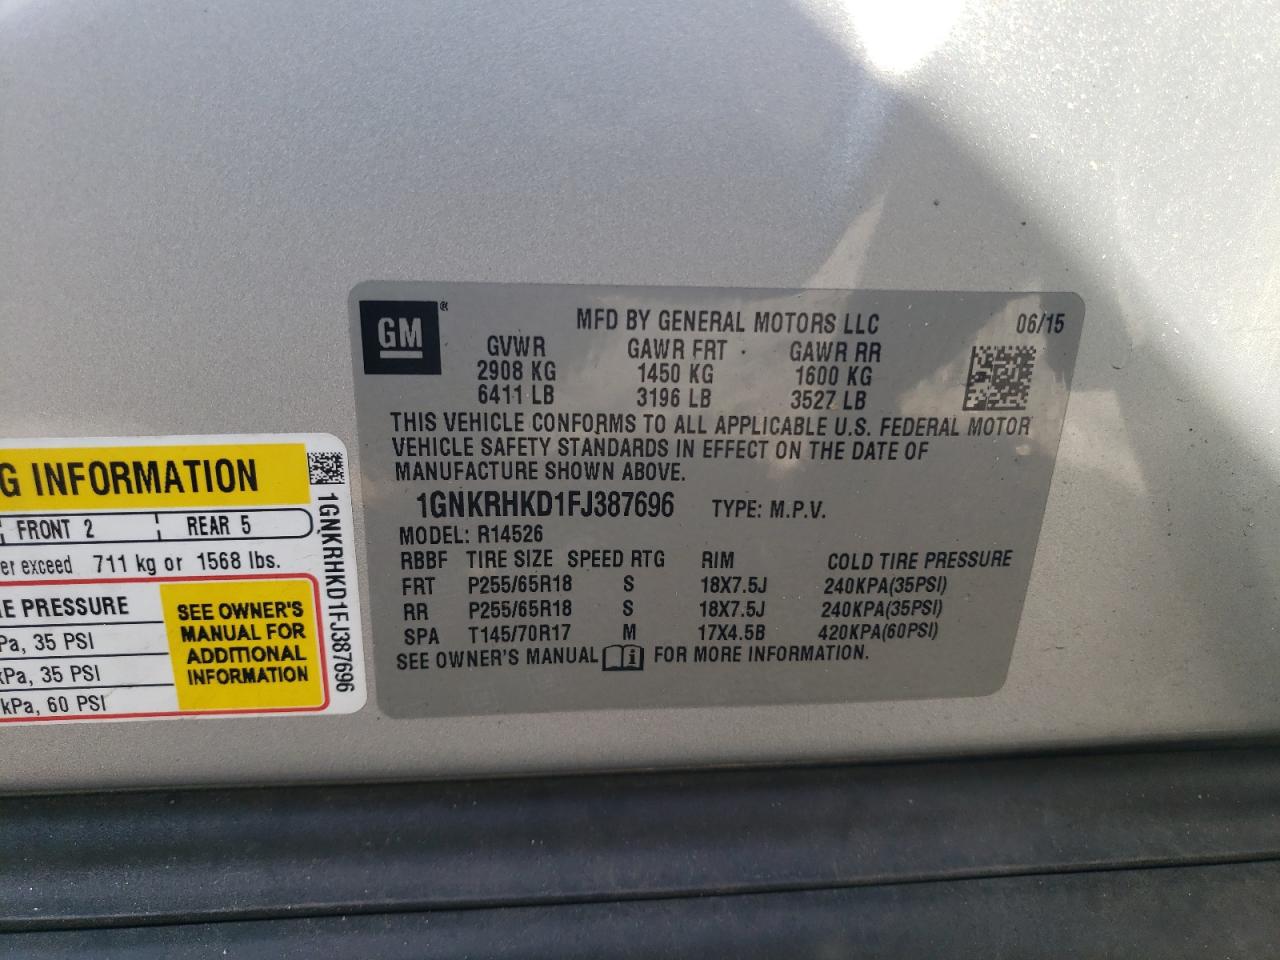 G INFORMATION
FRONT 2 REAR 5
er exceed 711 kg or 1568 lbs.
E PRESSURE
Pa, 35 PSI
kPa, 35 PSI
kPa, 60 PSI
SEE OWNER'S
MANUAL FOR
ADDITIONAL
INFORMATION
1GNKRHKD1FJ387696
GM ®
MFD BY GENERAL MOTORS LLC 06/15
GVWR GAWR FRT GAWR RR
2908 KG 1450 KG 1600 KG
6411 LB 3196 LB 3527 LB
THIS VEHICLE CONFORMS TO ALL APPLICABLE U.S. FEDERAL MOTOR
VEHICLE SAFETY STANDARDS IN EFFECT ON THE DATE OF
MANUFACTURE SHOWN ABOVE.
1GNKRHKD1FJ387696 TYPE: M.P.V.
MODEL: R14526
RBBF TIRE SIZE SPEED RTG RIM COLD TIRE PRESSURE
FRT P255/65R18 S 18X7.5J 240KPA(35PSI)
RR P255/65R18 S 18X7.5J 240KPA(35PSI)
SPA T145/70R17 M 17X4.5B 420KPA(60PSI)
SEE OWNER'S MANUAL i FOR MORE INFORMATION.